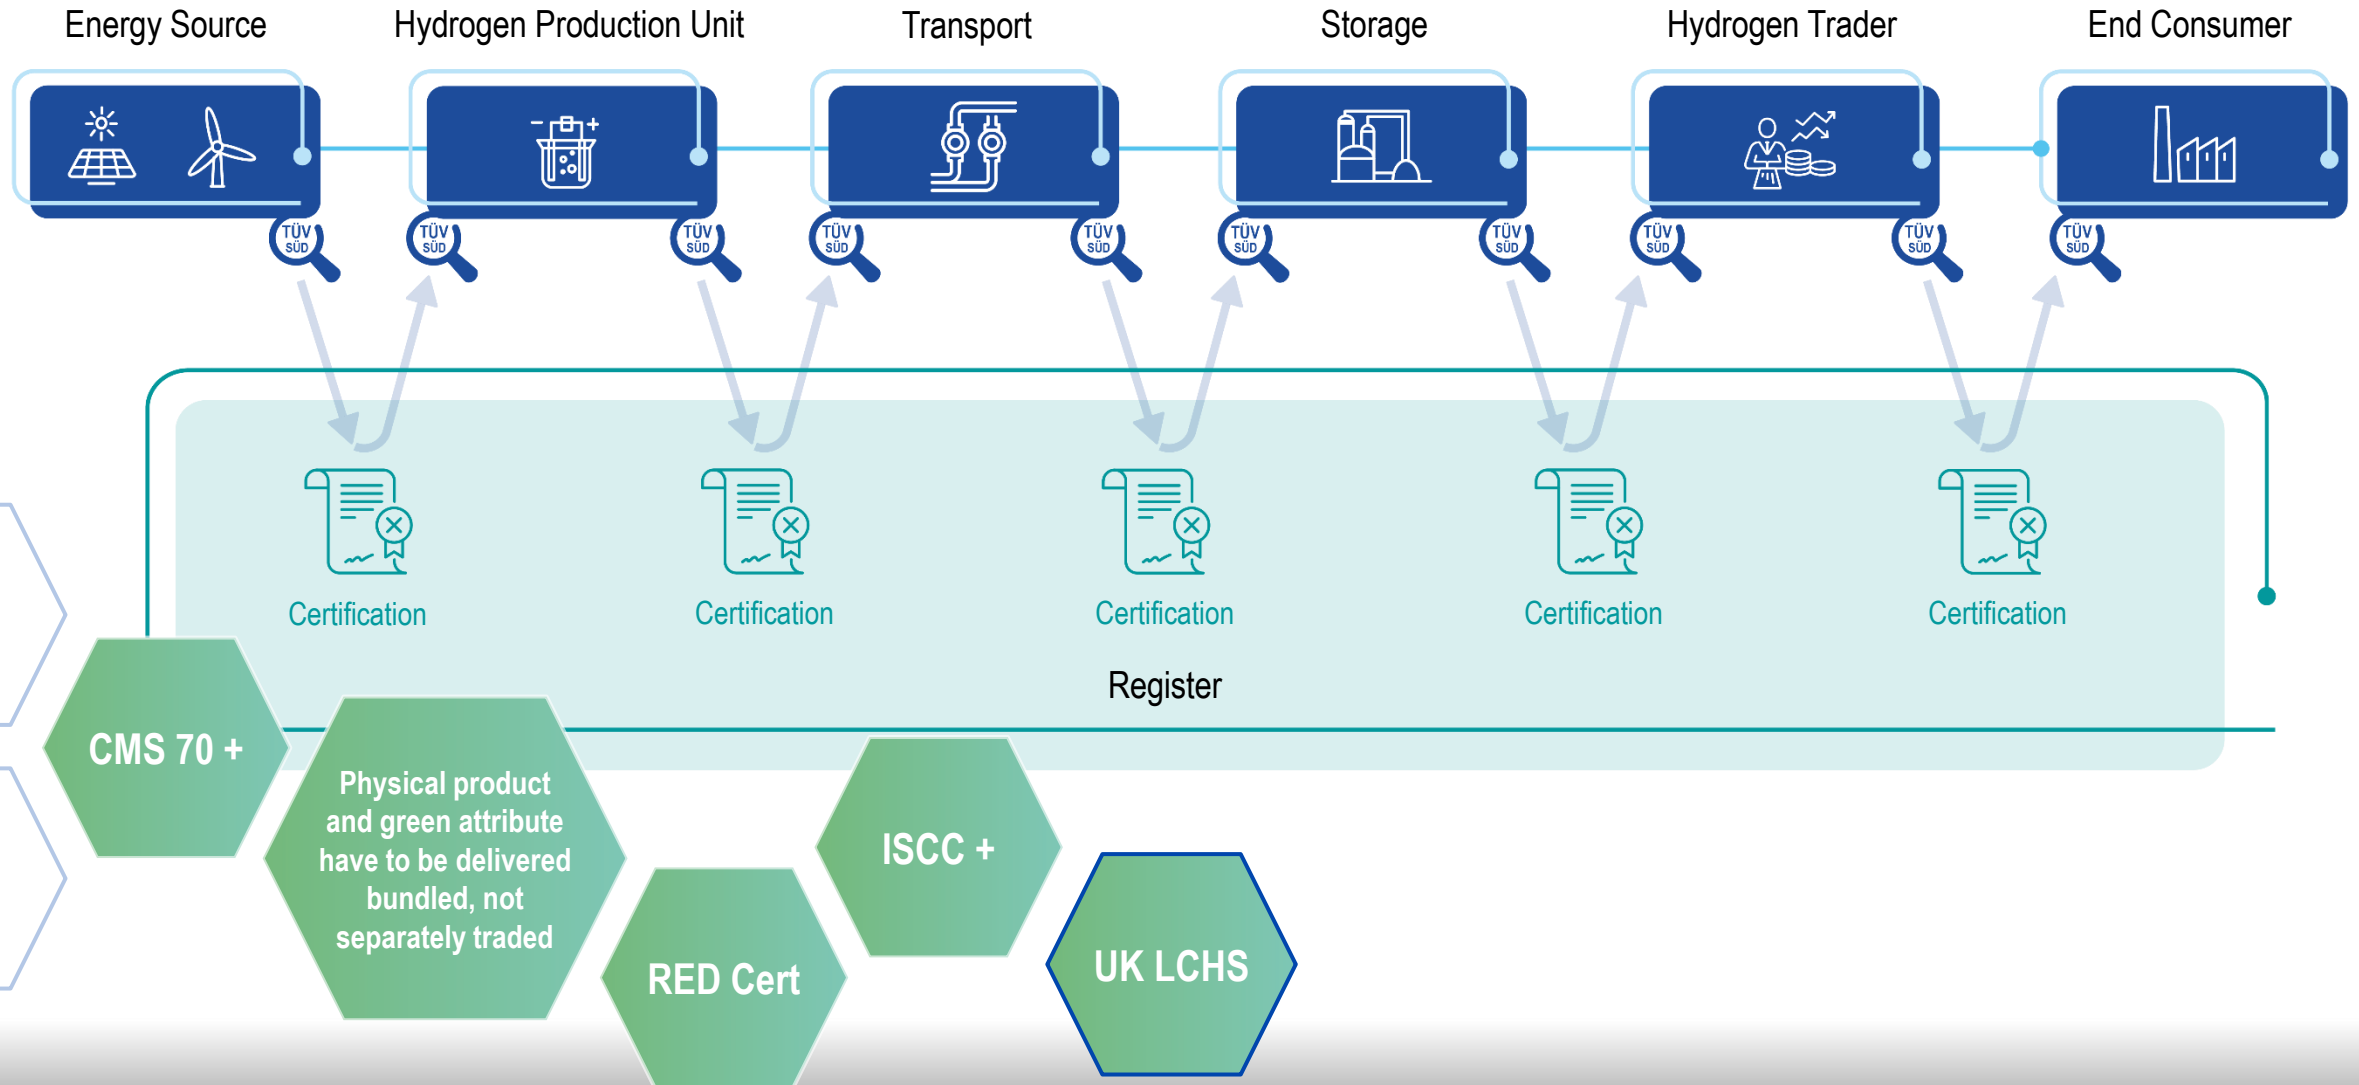 Energy Source
Hydrogen Production Unit
Transport
Storage
Hydrogen Trader
End Consumer
TÜV
SÜD
TÜV
SÜD
TÜV
SÜD
TÜV
SÜD
TÜV
SÜD
TÜV
SÜD
TÜV
SÜD
TÜV
SÜD
TÜV
SÜD
TÜV
SÜD
Certification
Certification
Certification
Certification
Certification
Register
CMS 70 +
Physical product
and green attribute
have to be delivered
bundled, not
separately traded
RED Cert
ISCC +
UK LCHS